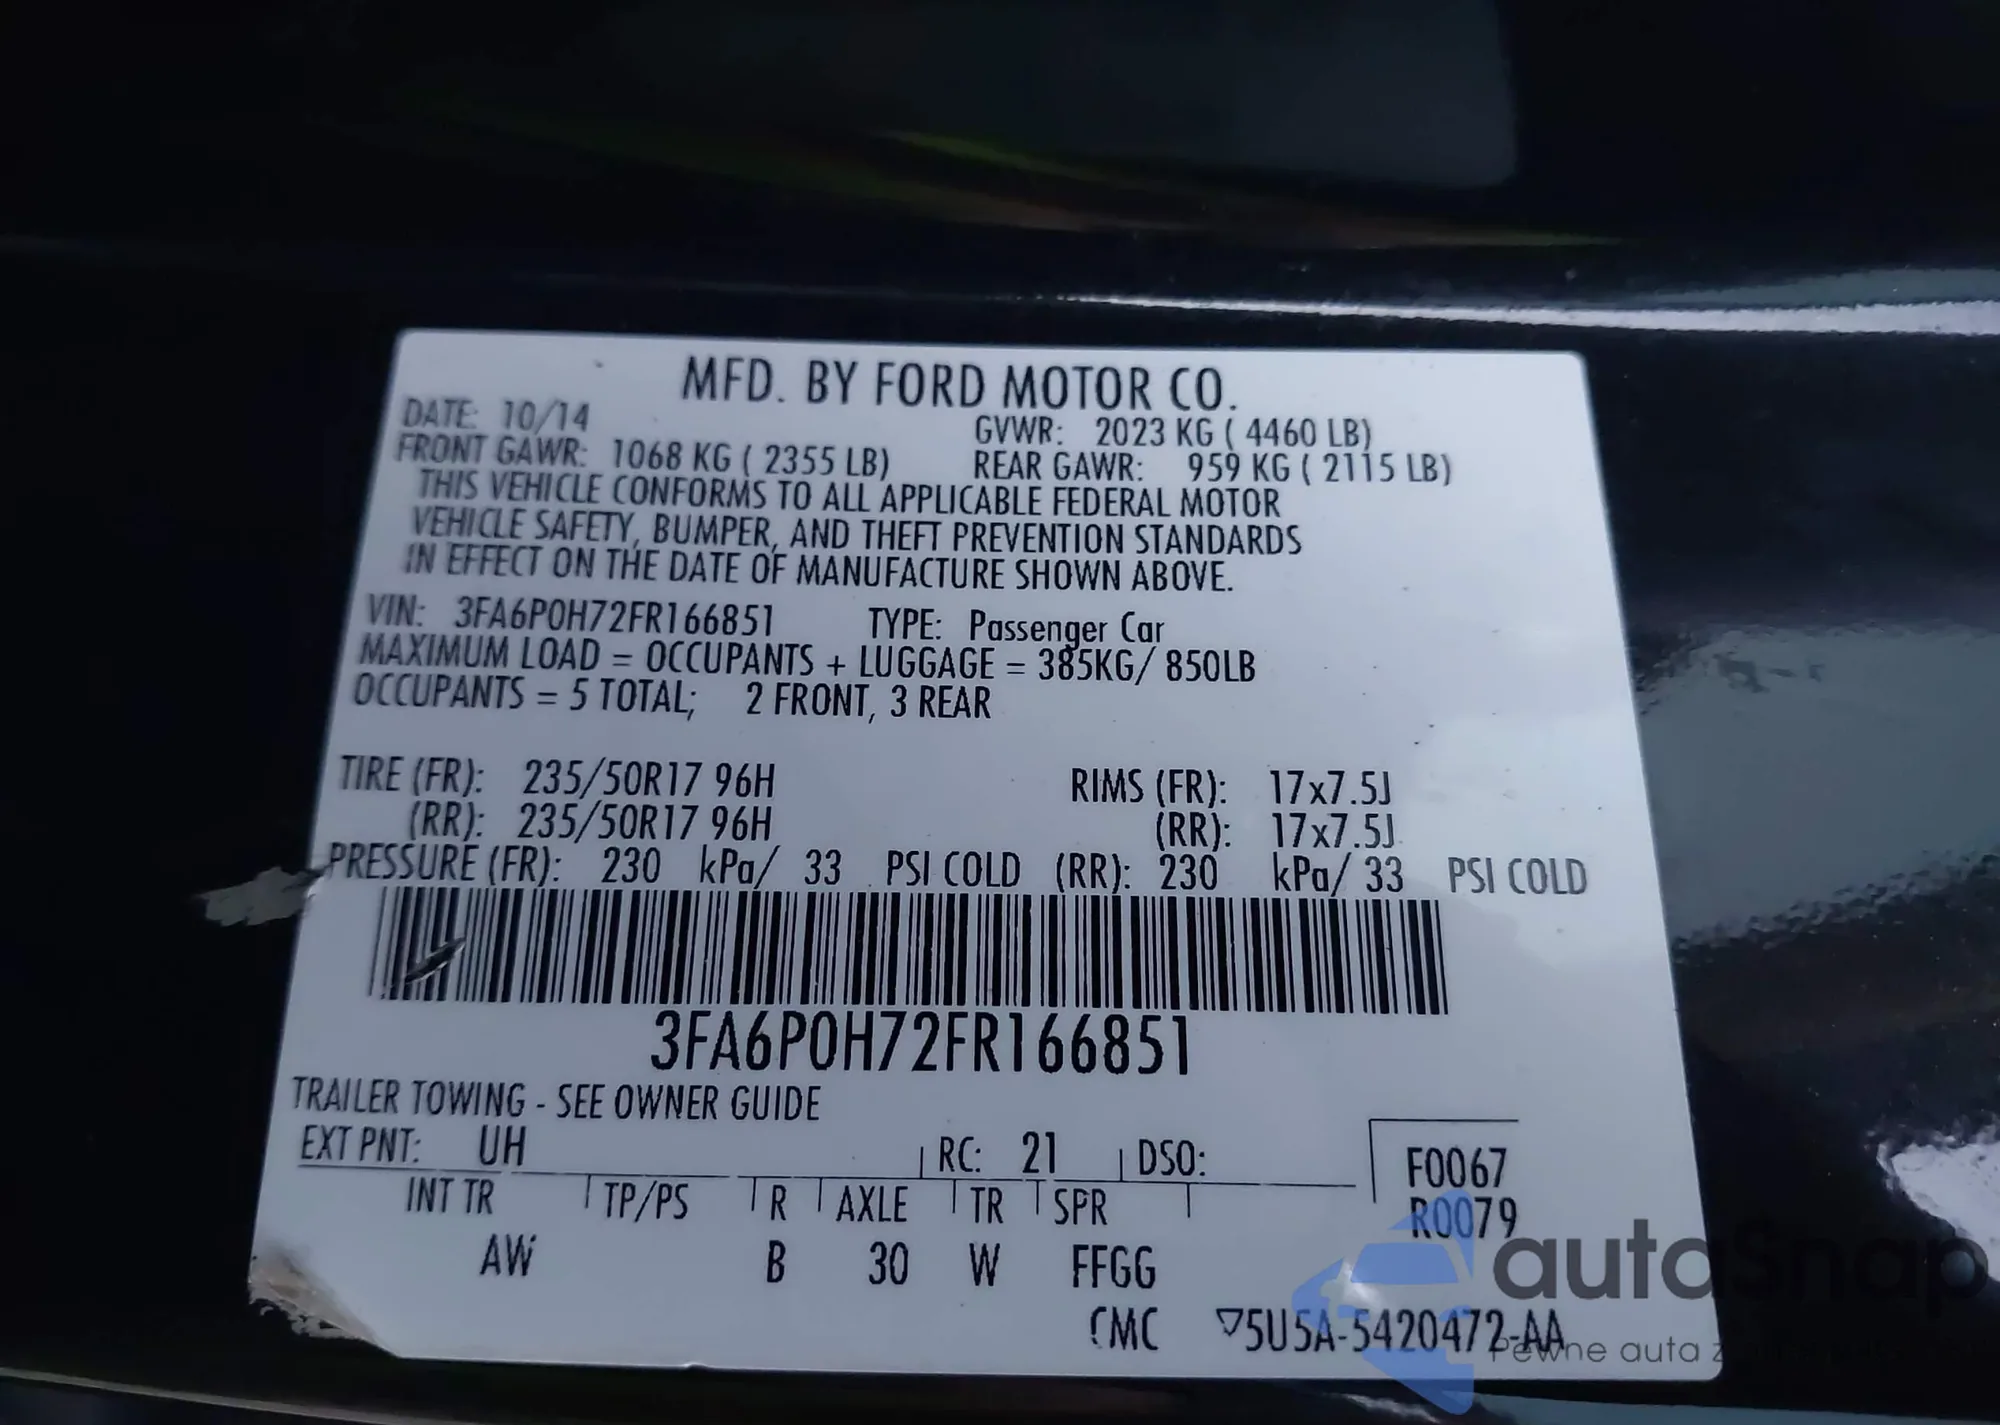 MFD. BY FORD MOTOR CO.
DATE: 10/14 GVWR: 2023 KG ( 4460 LB)
FRONT GAWR: 1068 KG ( 2355 LB) REAR GAWR: 959 KG ( 2115 LB)
THIS VEHICLE CONFORMS TO ALL APPLICABLE FEDERAL MOTOR
VEHICLE SAFETY, BUMPER, AND THEFT PREVENTION STANDARDS
IN EFFECT ON THE DATE OF MANUFACTURE SHOWN ABOVE.
VIN: 3FA6P0H72FR166851 TYPE: Passenger Car
MAXIMUM LOAD = OCCUPANTS + LUGGAGE = 385KG/ 850LB
OCCUPANTS = 5 TOTAL; 2 FRONT, 3 REAR
TIRE (FR): 235/50R17 96H RIMS (FR): 17x7.5J
(RR): 235/50R17 96H (RR): 17x7.5J
PRESSURE (FR): 230 kPa/ 33 PSI COLD (RR): 230 kPa/ 33 PSI COLD
3FA6P0H72FR166851
TRAILER TOWING - SEE OWNER GUIDE
EXT PNT: UH RC: 21 DSO: F0067
INT TR TP/PS R AXLE TR SPR R0079
AW B 30 W FFGG
CMC ▽5U5A-5420472-AA
autasnap
Pewne auta